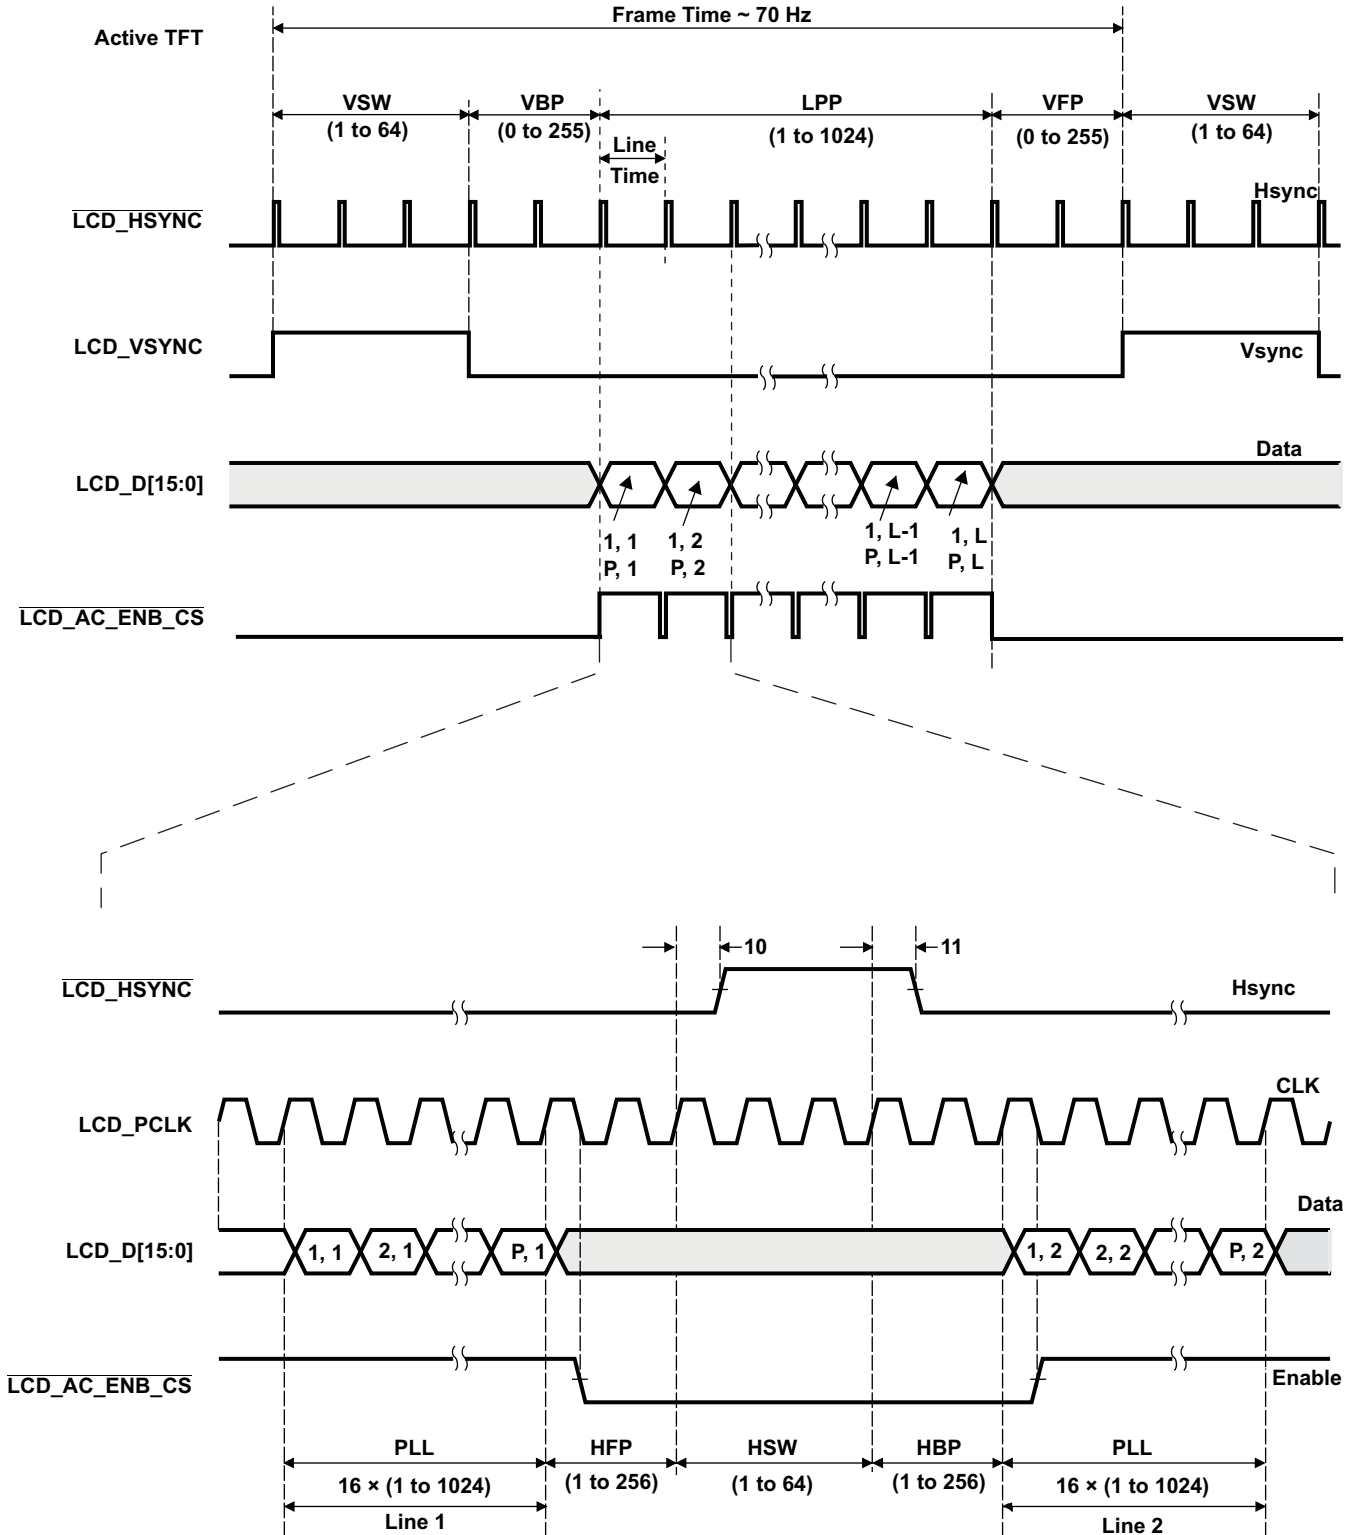 Frame Time ~ 70 Hz
Active TFT
VSW
(1 to 64)
VBP
(0 to 255)
LPP
(1 to 1024)
VFP
(0 to 255)
VSW
(1 to 64)
Line
Time
LCD_HSYNC
Hsync
LCD_VSYNC
Vsync
LCD_D[15:0]
Data
1, 1
P, 1
1, 2
P, 2
1, L-1
P, L-1
1, L
P, L
LCD_AC_ENB_CS
10
11
LCD_HSYNC
Hsync
LCD_PCLK
CLK
LCD_D[15:0]
Data
1, 1
2, 1
P, 1
1, 2
2, 2
P, 2
LCD_AC_ENB_CS
Enable
PLL
16 × (1 to 1024)
Line 1
HFP
(1 to 256)
HSW
(1 to 64)
HBP
(1 to 256)
PLL
16 × (1 to 1024)
Line 2